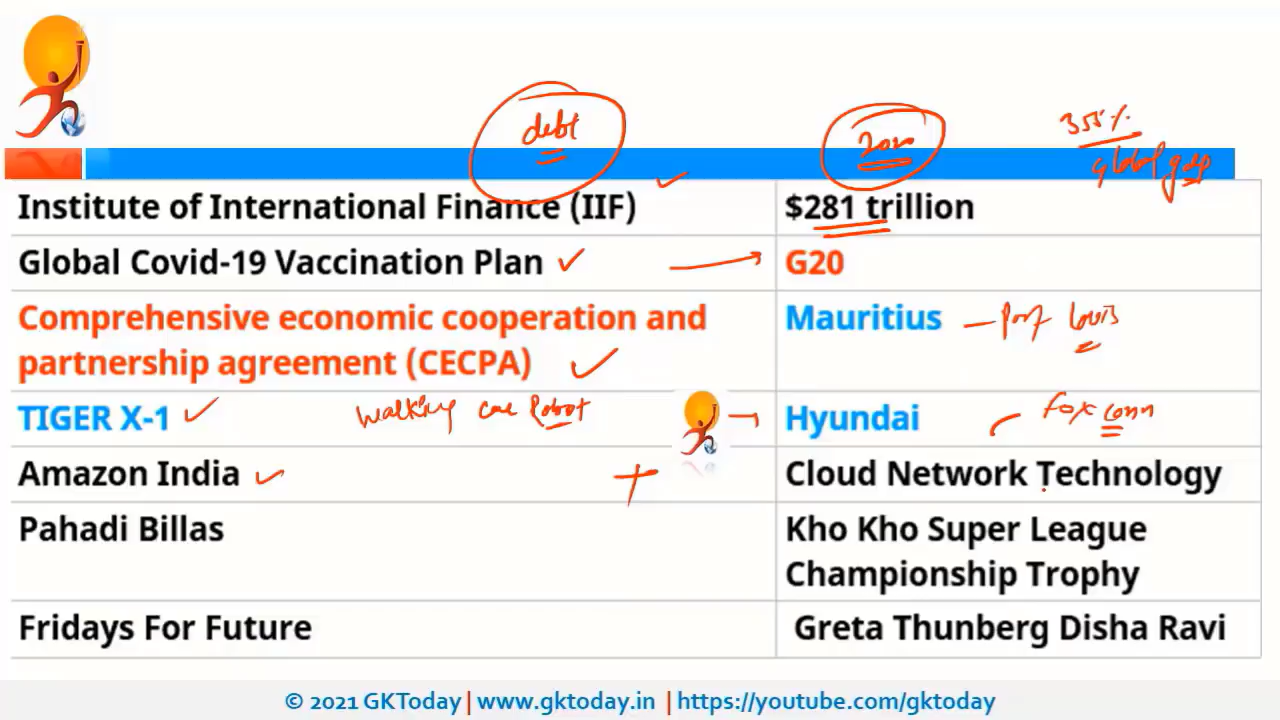 debt
2020
355%
global gdp
Institute of International Finance (IIF)
$281 trillion
Global Covid-19 Vaccination Plan
G20
Comprehensive economic cooperation and
partnership agreement (CECPA)
Mauritius
Port Louis
TIGER X-1
Walking car Robot
Hyundai
Foxconn
Amazon India
+
Cloud Network Technology
Pahadi Billas
Kho Kho Super League
Championship Trophy
Fridays For Future
Greta Thunberg Disha Ravi
© 2021 GKToday | www.gktoday.in | https://youtube.com/gktoday